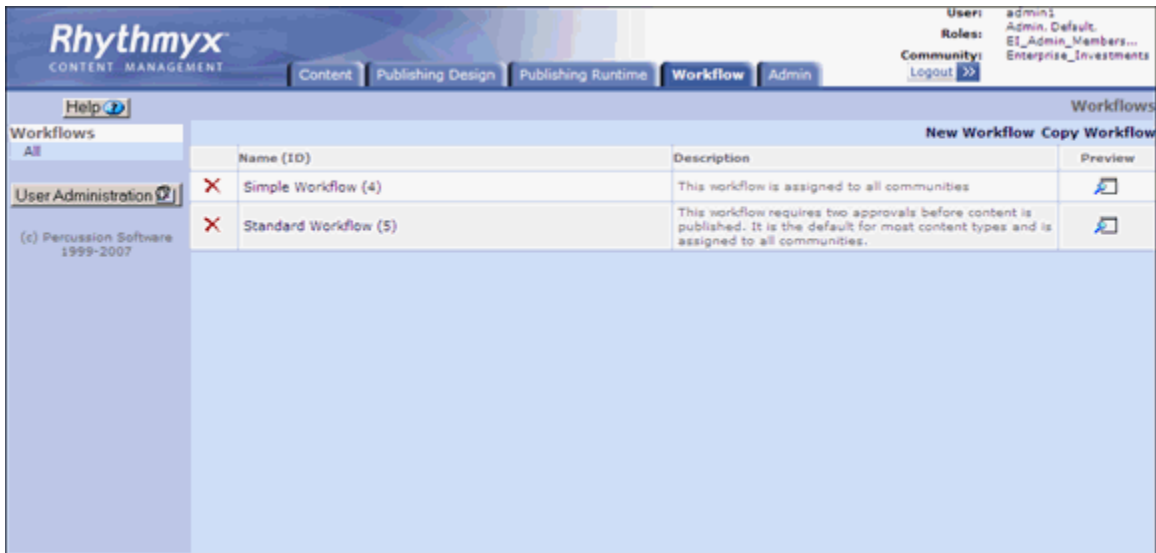 Rhythmyx
CONTENT MANAGEMENT
Content Publishing Design Publishing Runtime Workflow Admin
User: admin1
Roles: Admin, Default,
EI_Admin_Members...
Community: Enterprise_Investments
Logout >>
Help ?
Workflows
Workflows
All
New Workflow Copy Workflow
Name (ID) Description Preview
Simple Workflow (4) This workflow is assigned to all communities
Standard Workflow (5) This workflow requires two approvals before content is
published. It is the default for most content types and is
assigned to all communities.
User Administration
(c) Percussion Software
1999-2007